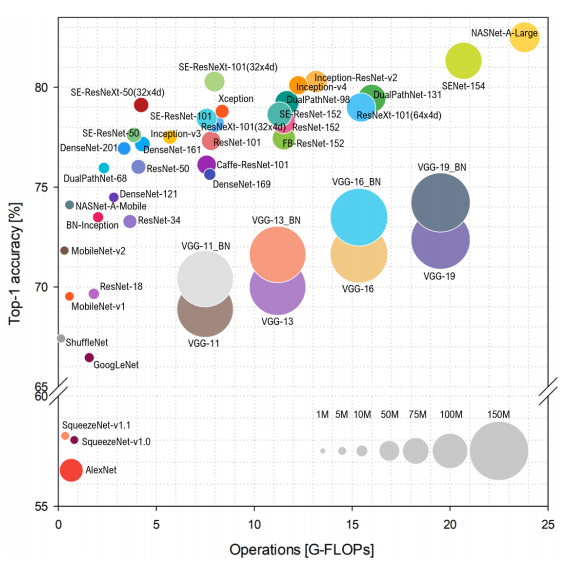 NASNet-A-Large
SENet-154
SE-ResNeXt-101(32x4d)
Inception-ResNet-v2
Inception-v4
DualPathNet-131
DualPathNet-98
SE-ResNeXt-50(32x4d)
Xception
SE-ResNet-101
SE-ResNet-152
ResNeXt-101(64x4d)
ResNeXt-101(32x4d)
ResNet-152
SE-ResNet-50
Inception-v3
DenseNet-201
DenseNet-161
ResNet-101
FB-ResNet-152
DualPathNet-68
ResNet-50
Caffe-ResNet-101
DenseNet-169
DenseNet-121
NASNet-A-Mobile
BN-Inception
ResNet-34
VGG-19_BN
VGG-16_BN
VGG-13_BN
VGG-11_BN
MobileNet-v2
VGG-19
VGG-16
ResNet-18
MobileNet-v1
VGG-13
VGG-11
ShuffleNet
GoogLeNet
1M 5M 10M 50M 75M 100M 150M
SqueezeNet-v1.1
SqueezeNet-v1.0
AlexNet
80
75
70
65
60
55
0 5 10 15 20 25
Top-1 accuracy [%]
Operations [G-FLOPs]